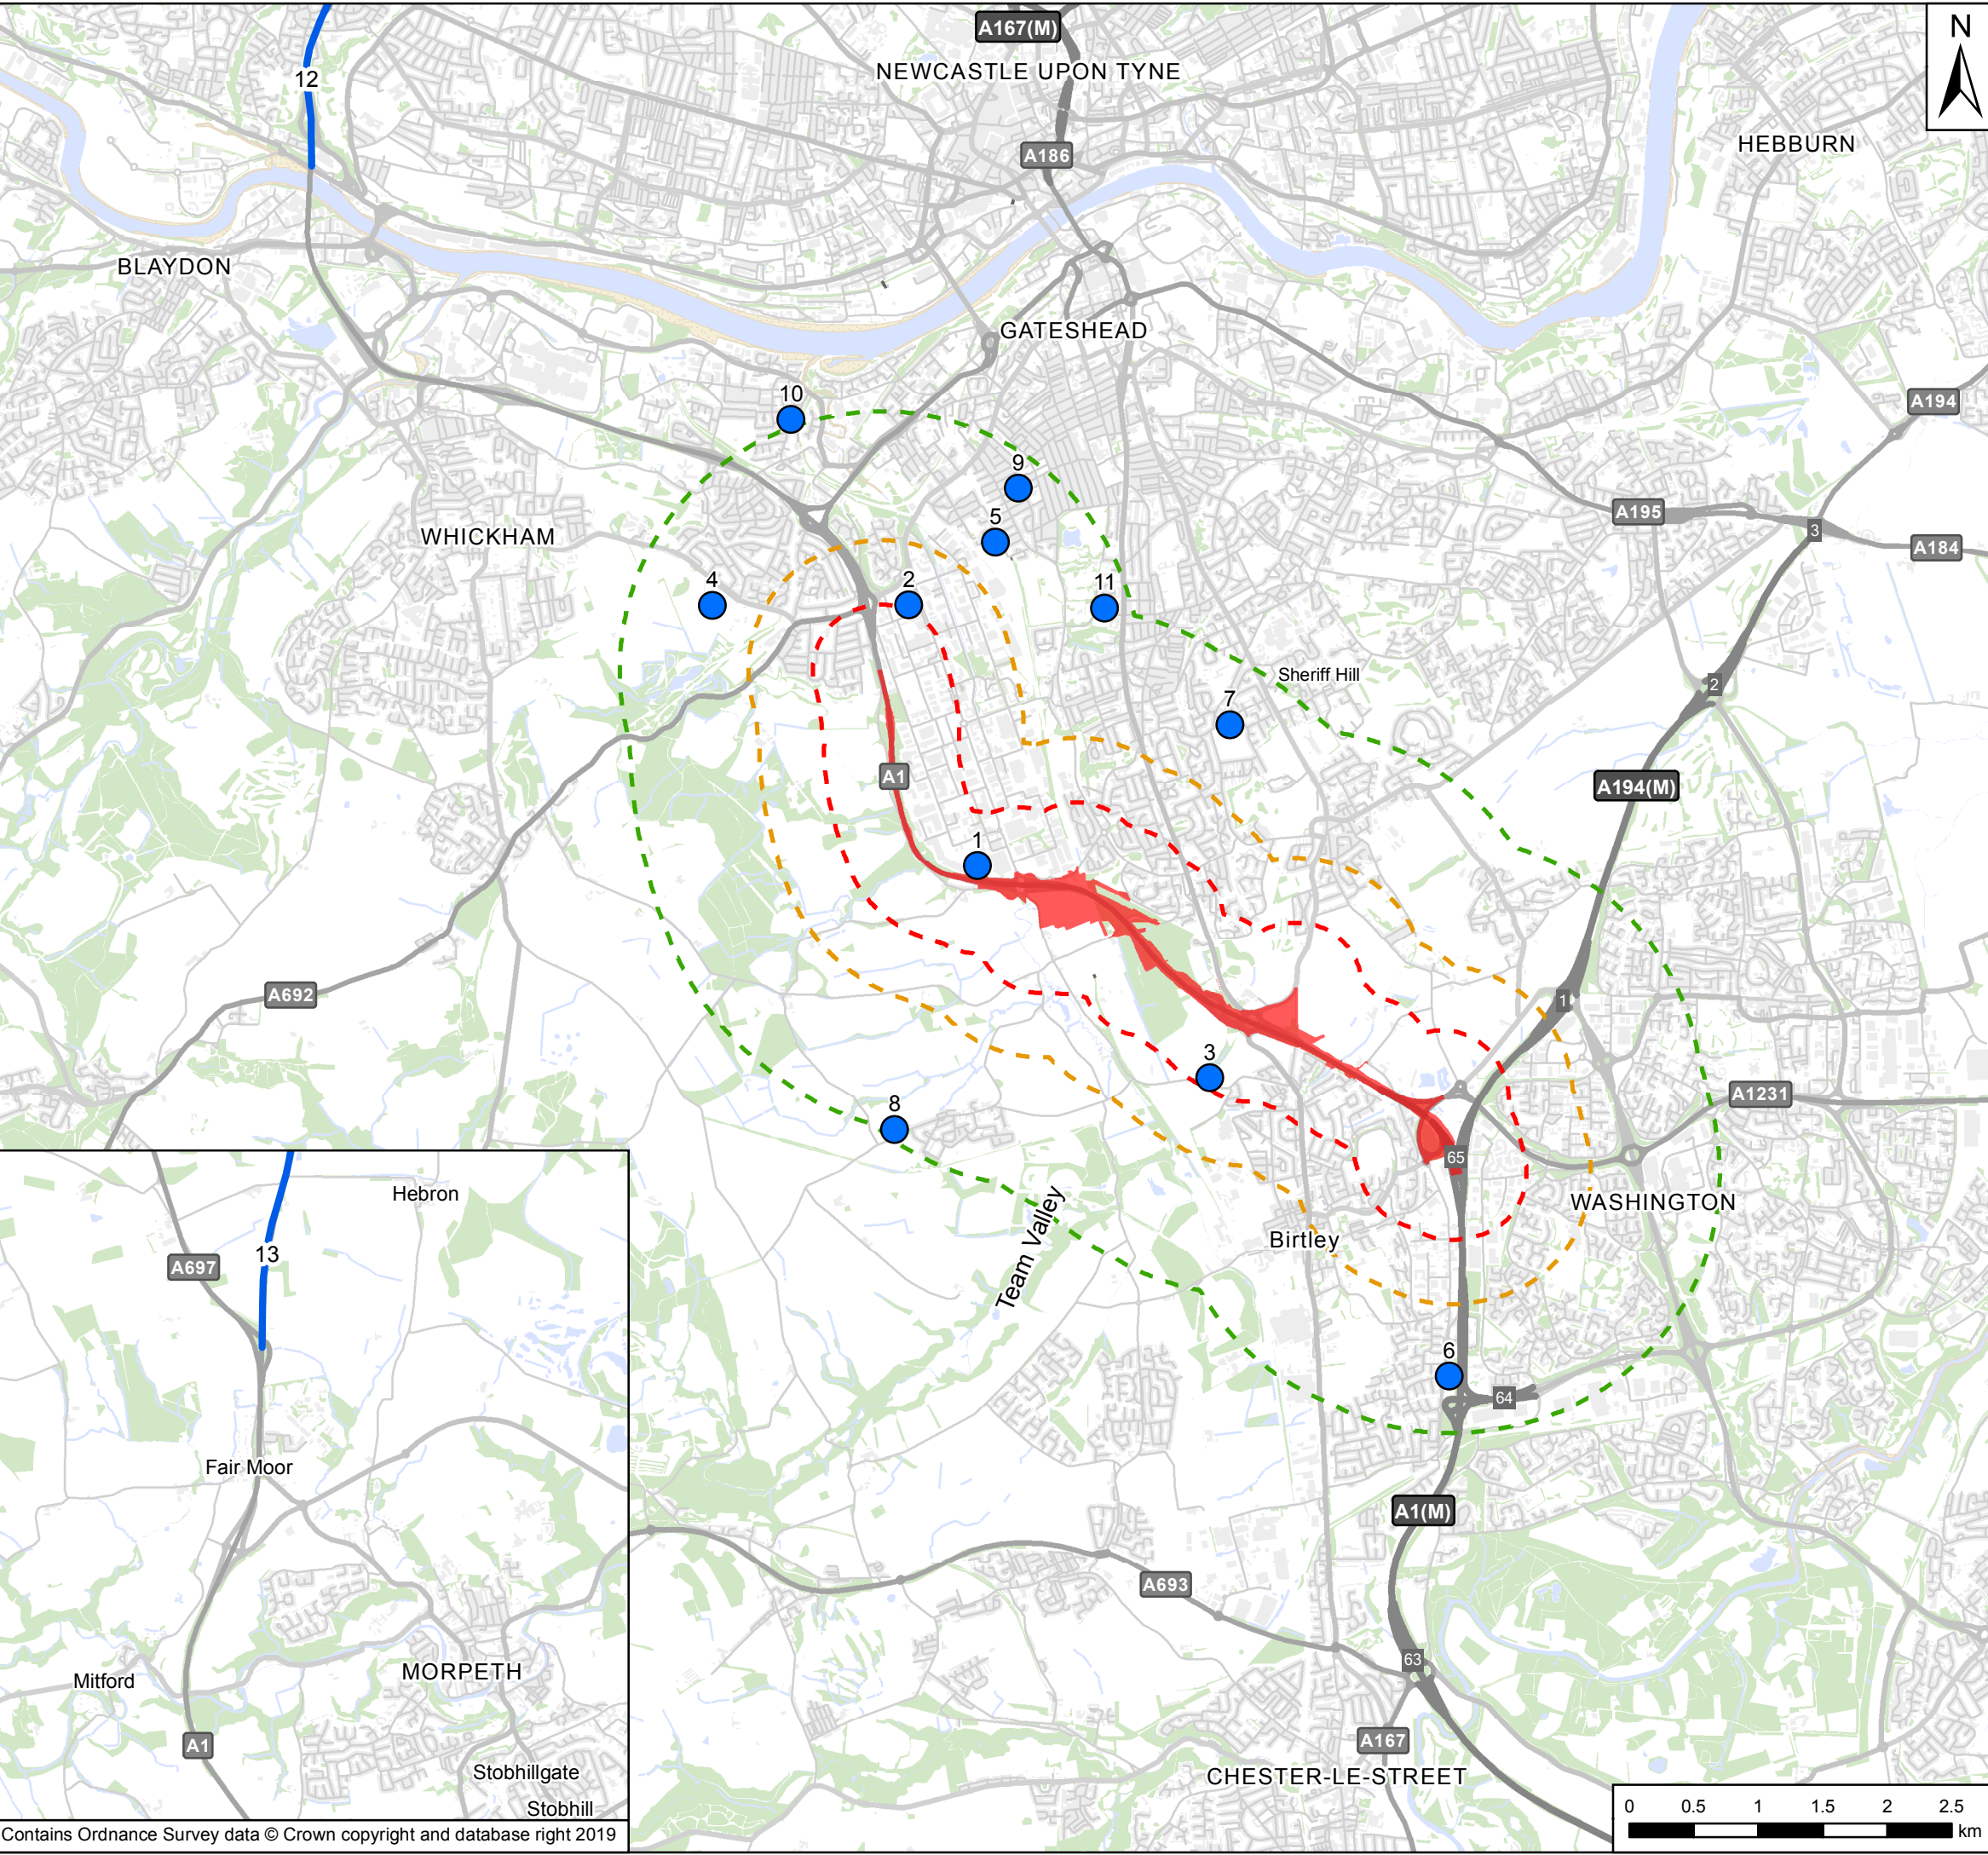 A167(M)
N
12
NEWCASTLE UPON TYNE
HEBBURN
A186
BLAYDON
GATESHEAD
10
A194
9
A195
5
3
WHICKHAM
A184
4
2
11
Sheriff Hill
2
7
A1
A194(M)
1
A692
1
3
A1231
8
65
Hebron
WASHINGTON
Team Valley
Birtley
13
A697
6
64
Fair Moor
A1(M)
A693
63
MORPETH
Mitford
A167
A1
Stobhillgate
CHESTER-LE-STREET
Stobhill
0 0.5 1 1.5 2 2.5
km
Contains Ordnance Survey data © Crown copyright and database right 2019